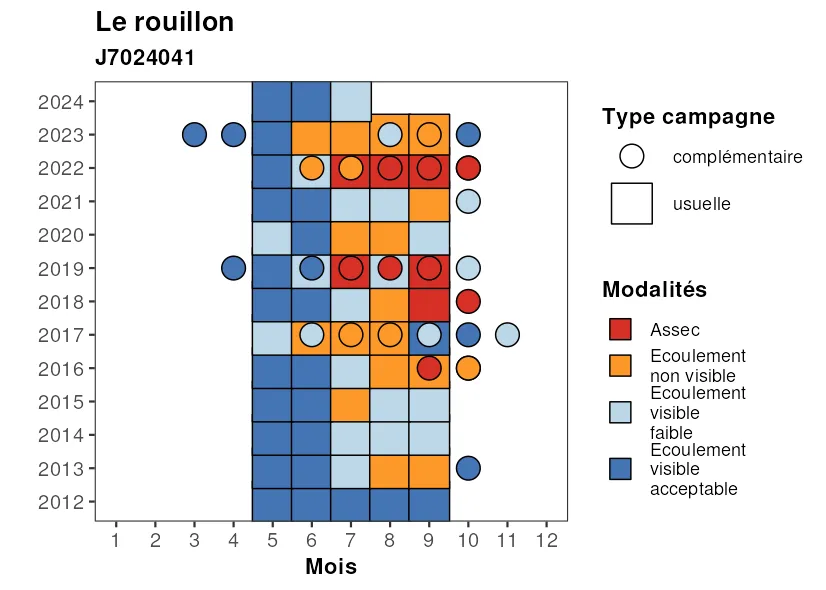 Le rouillon
J7024041
2024
2023
2022
2021
2020
2019
2018
2017
2016
2015
2014
2013
2012
1 2 3 4 5 6 7 8 9 10 11 12
Mois
Type campagne
complémentaire
usuelle
Modalités
Assec
Ecoulement
non visible
Ecoulement
visible
faible
Ecoulement
visible
acceptable